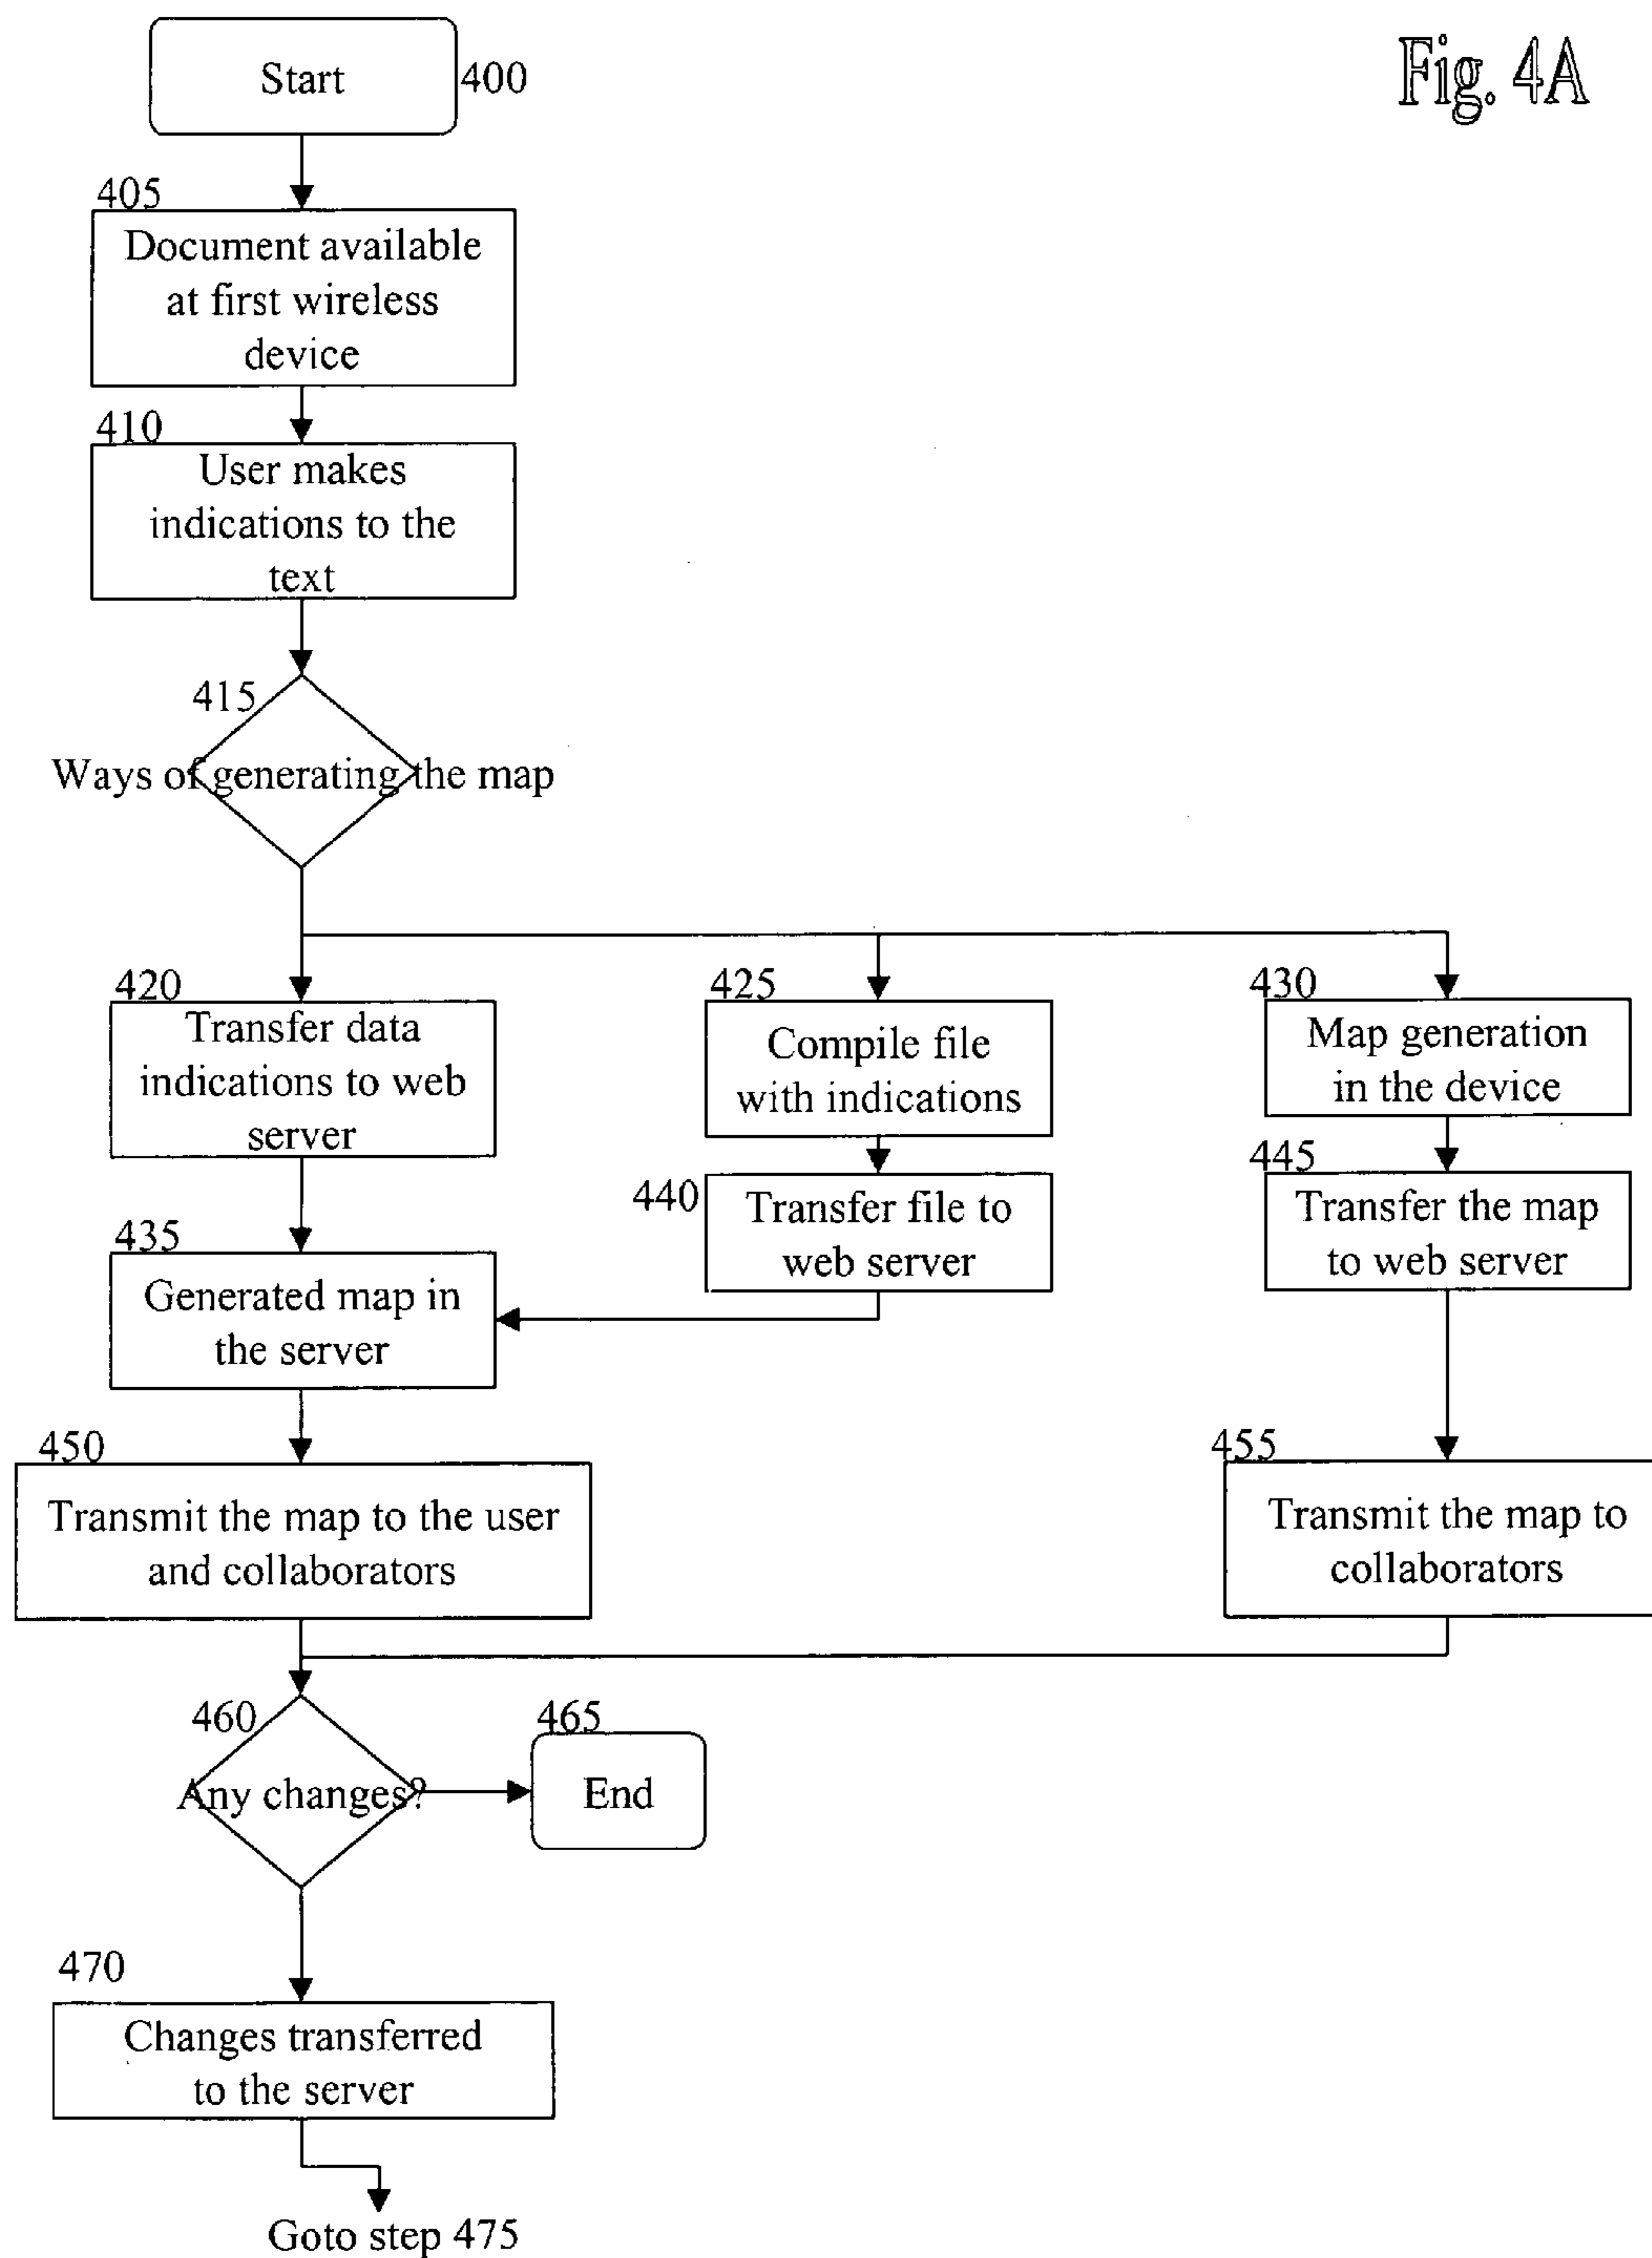 Fig. 4A
Start
400
405
Document available
at first wireless
device
410
User makes
indications to the
text
415
Ways of generating the map
420
Transfer data
indications to web
server
425
Compile file
with indications
430
Map generation
in the device
435
Generated map in
the server
440
Transfer file to
web server
445
Transfer the map
to web server
450
Transmit the map to the user
and collaborators
455
Transmit the map to
collaborators
460
Any changes?
465
End
470
Changes transferred
to the server
Goto step 475